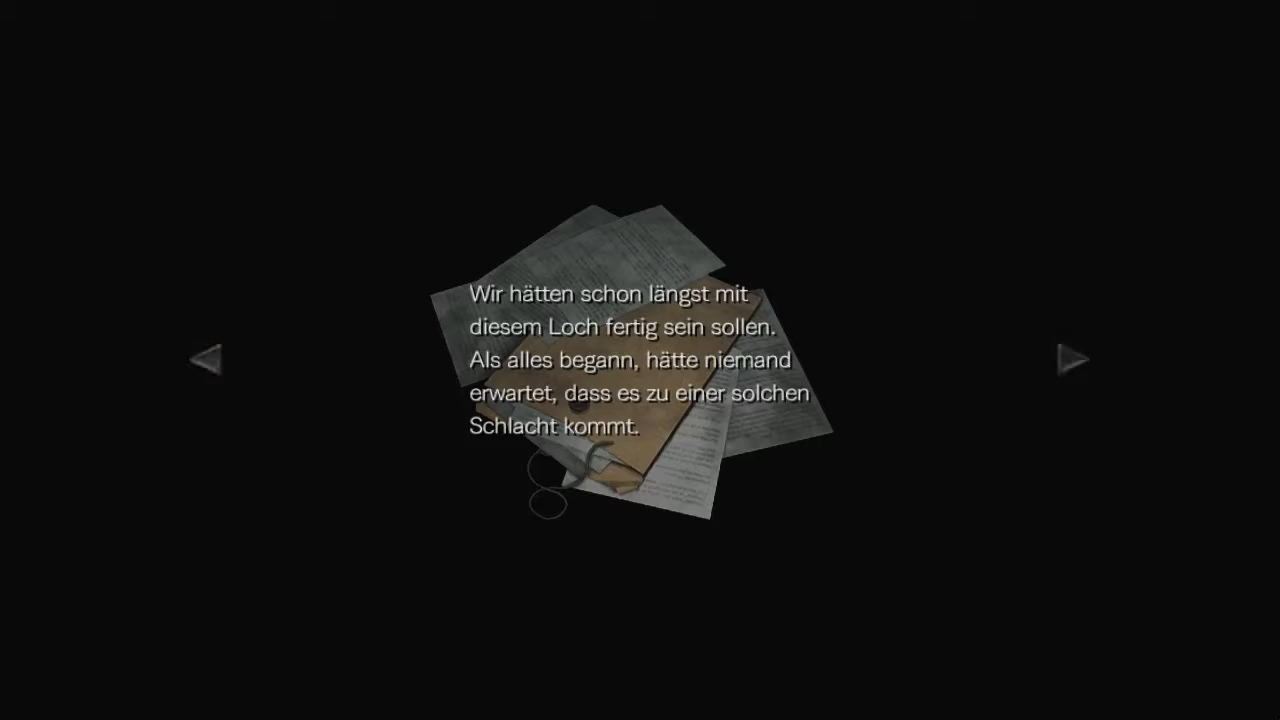 Wir hätten schon längst mit
diesem Loch fertig sein sollen.
Als alles begann, hätte niemand
erwartet, dass es zu einer solchen
Schlacht kommt.